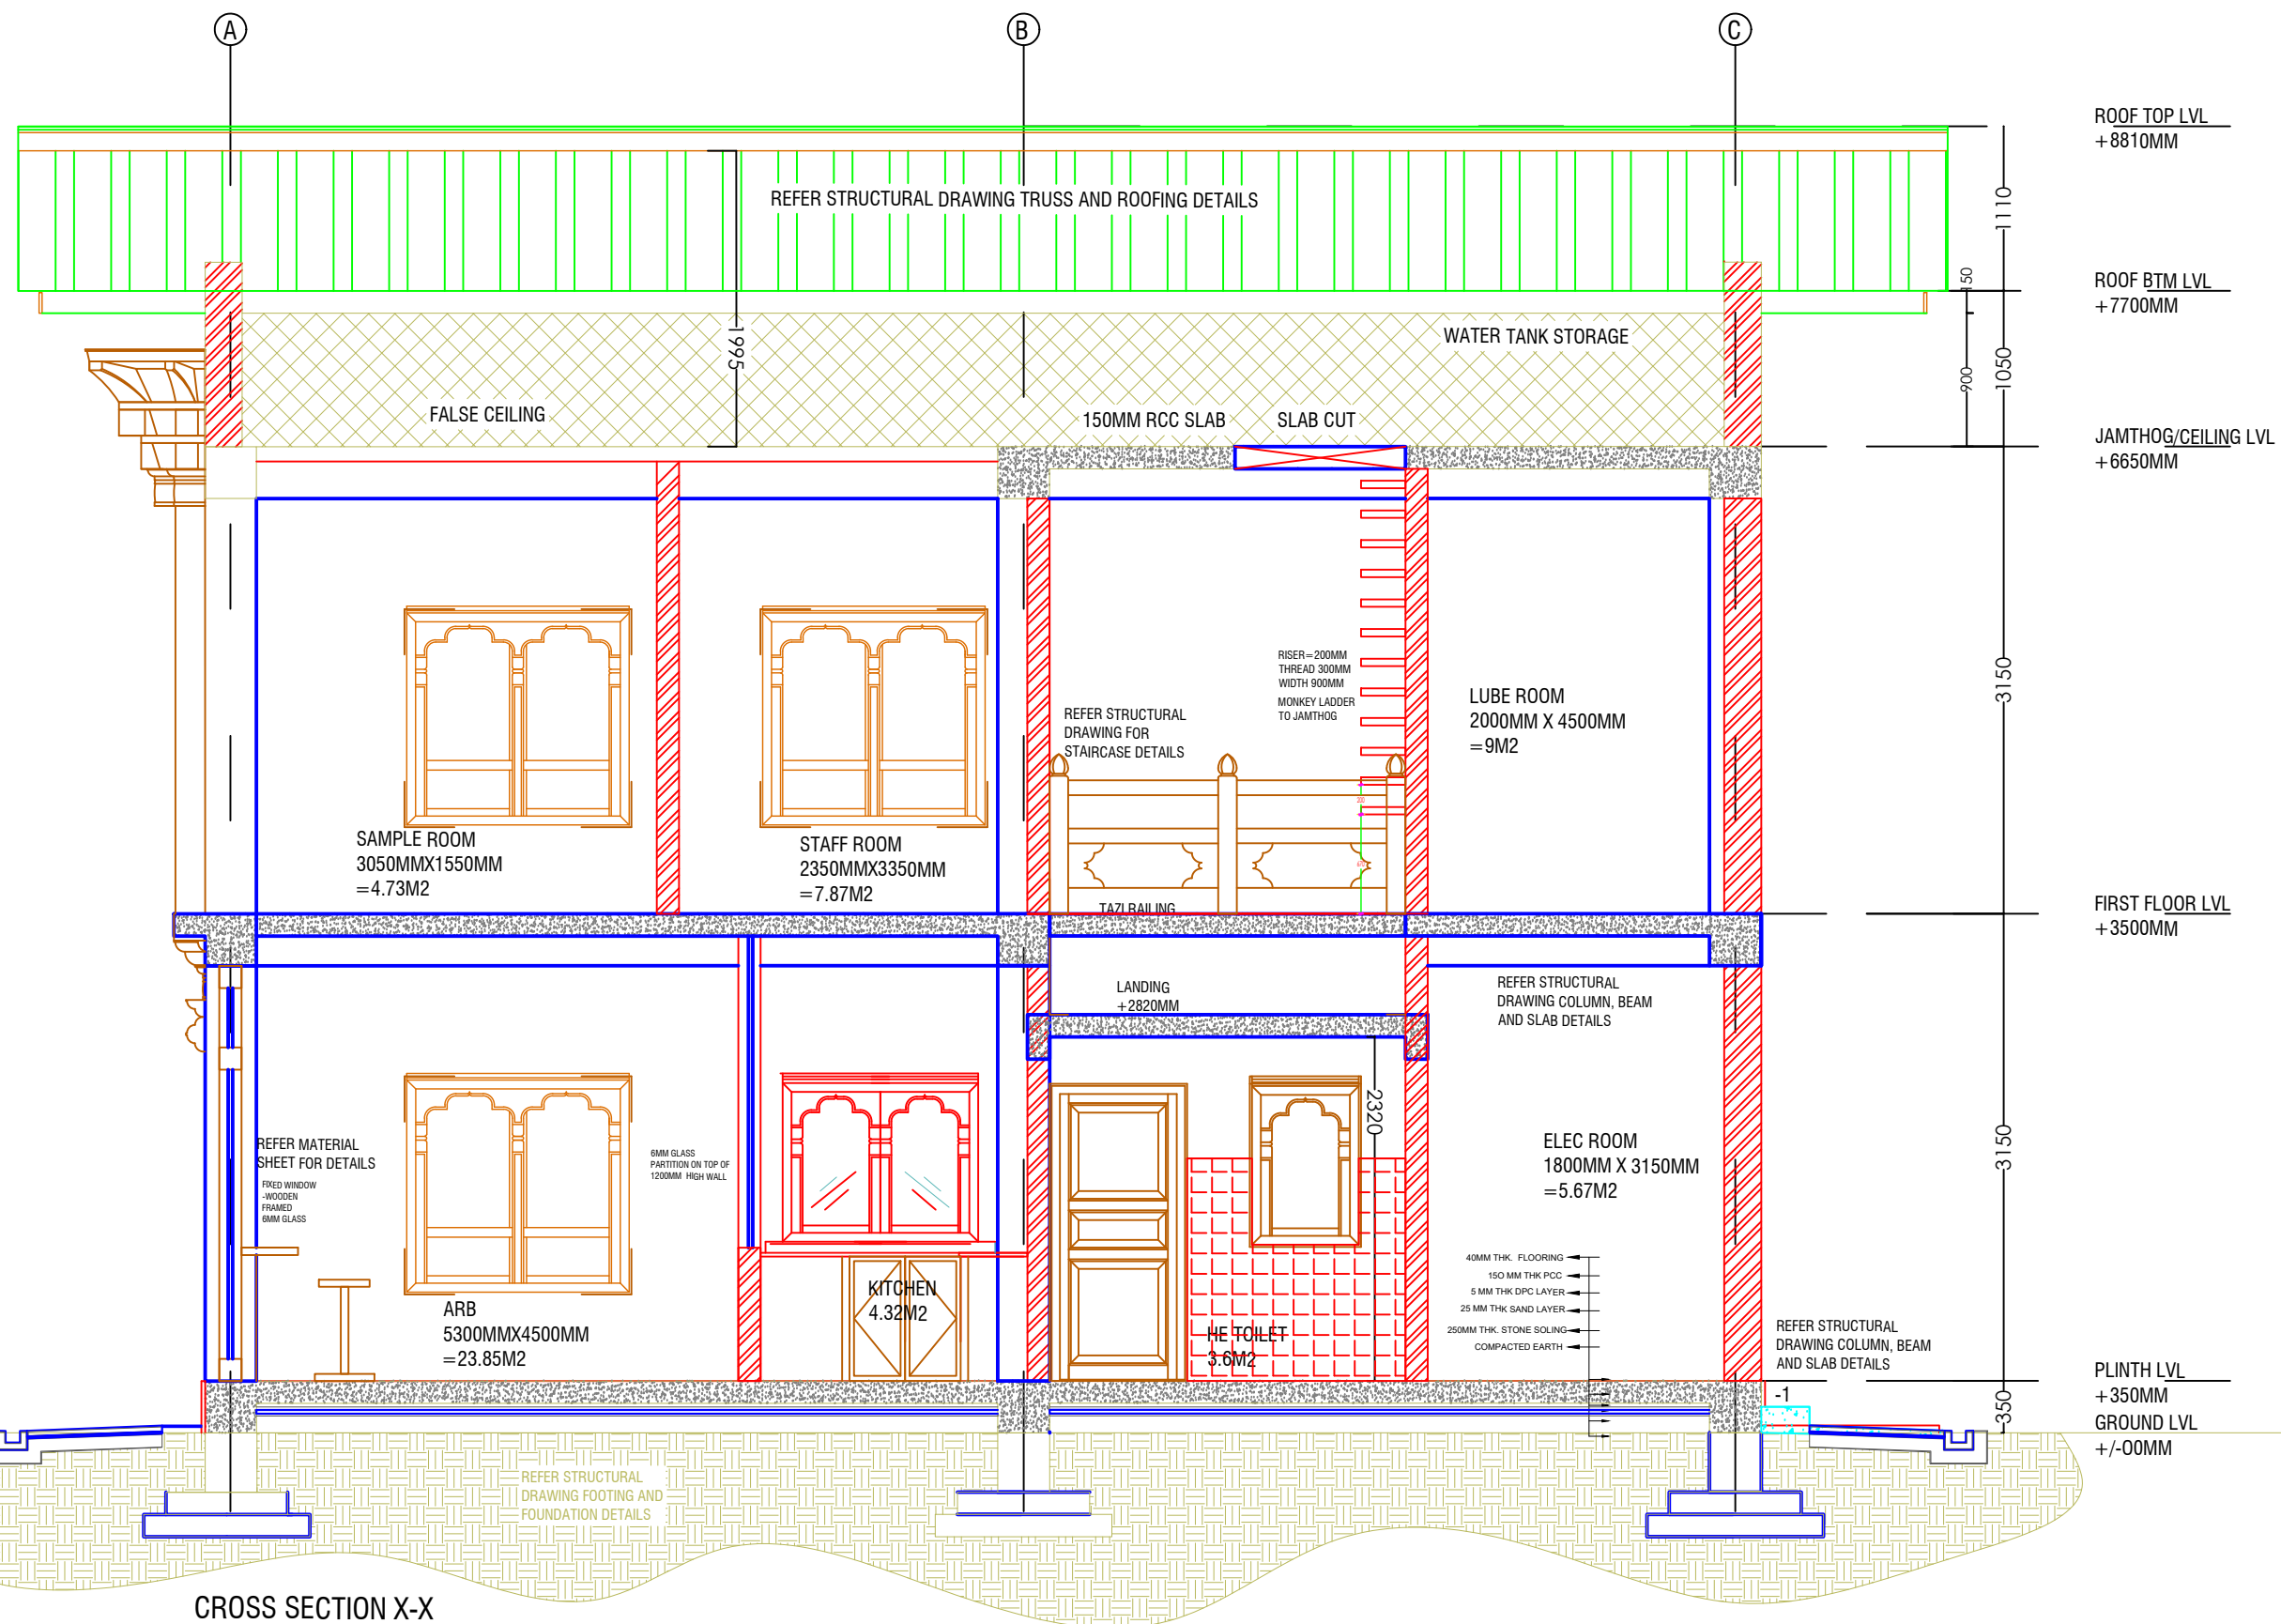 A
B
C
ROOF TOP LVL
+8810MM
REFER STRUCTURAL DRAWING TRUSS AND ROOFING DETAILS
1110
ROOF BTM LVL
+7700MM
150
1995
WATER TANK STORAGE
900
1050
FALSE CEILING
150MM RCC SLAB
SLAB CUT
JAMTHOG/CEILING LVL
+6650MM
RISER=200MM
THREAD 300MM
WIDTH 900MM
MONKEY LADDER
TO JAMTHOG
REFER STRUCTURAL
DRAWING FOR
STAIRCASE DETAILS
LUBE ROOM
2000MM X 4500MM
=9M2
3150
200
670
SAMPLE ROOM
3050MMX1550MM
=4.73M2
STAFF ROOM
2350MMX3350MM
=7.87M2
TAZI RAILING
FIRST FLOOR LVL
+3500MM
LANDING
+2820MM
REFER STRUCTURAL
DRAWING COLUMN, BEAM
AND SLAB DETAILS
2320
3150
REFER MATERIAL
SHEET FOR DETAILS
FIXED WINDOW
-WOODEN
FRAMED
6MM GLASS
6MM GLASS
PARTITION ON TOP OF
1200MM HIGH WALL
ELEC ROOM
1800MM X 3150MM
=5.67M2
ARB
5300MMX4500MM
=23.85M2
KITCHEN
4.32M2
HE TOILET
3.6M2
40MM THK. FLOORING
150 MM THK PCC
5 MM THK DPC LAYER
25 MM THK SAND LAYER
250MM THK. STONE SOLING
COMPACTED EARTH
REFER STRUCTURAL
DRAWING COLUMN, BEAM
AND SLAB DETAILS
PLINTH LVL
+350MM
-1
350
GROUND LVL
+/-00MM
REFER STRUCTURAL
DRAWING FOOTING AND
FOUNDATION DETAILS
CROSS SECTION X-X